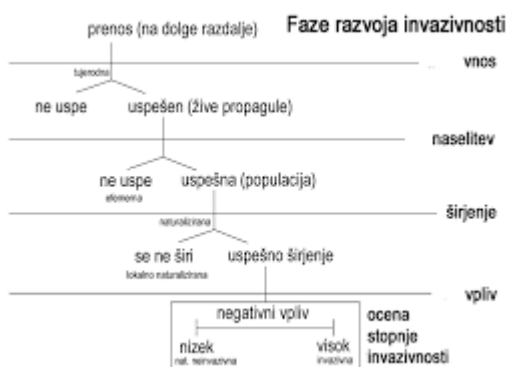 Faze razvoja invazivnosti
prenos (na dolge razdalje)
vnos
tujerodna
ne uspe uspešen (žive propagule)
naselitev
ne uspe uspešna (populacija)
efemerna
širjenje
naturalizirana
se ne širi uspešno širjenje
lokalno naturalizirana
vpliv
negativni vpliv
nizek visok
nat. neinvazivna invazivna
ocena
stopnje
invazivnosti